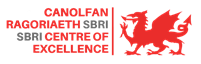 CANOLFAN
RAGORIAETH SBRI
SBRI CENTRE OF
EXCELLENCE